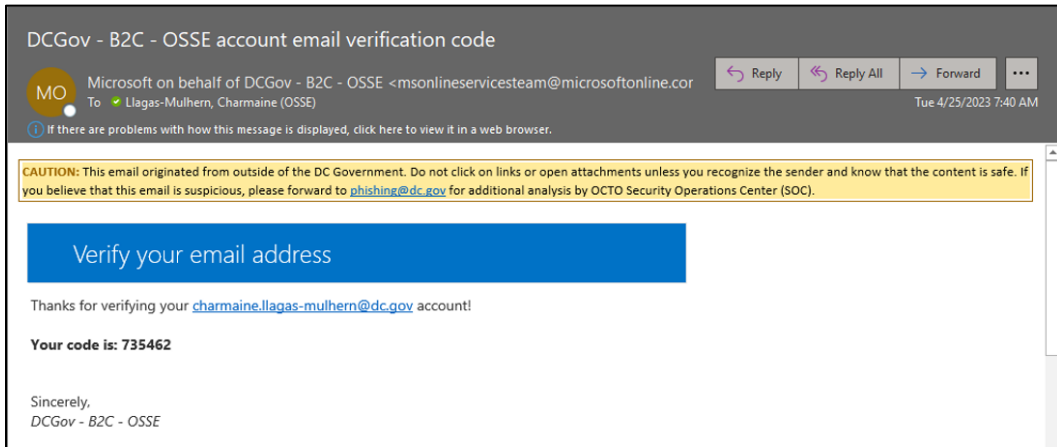 DCGov - B2C - OSSE account email verification code
Microsoft on behalf of DCGov - B2C - OSSE <msonlineservicesteam@microsoftonline.cor
Reply
Reply All
Forward
MO
To Llagas-Mulhern, Charmaine (OSSE)
Tue 4/25/2023 7:40 AM
If there are problems with how this message is displayed, click here to view it in a web browser.
CAUTION: This email originated from outside of the DC Government. Do not click on links or open attachments unless you recognize the sender and know that the content is safe. If
you believe that this email is suspicious, please forward to phishing@dc.gov for additional analysis by OCTO Security Operations Center (SOC).
Verify your email address
Thanks for verifying your charmaine.llagas-mulhern@dc.gov account!
Your code is: 735462
Sincerely,
DCGov - B2C - OSSE